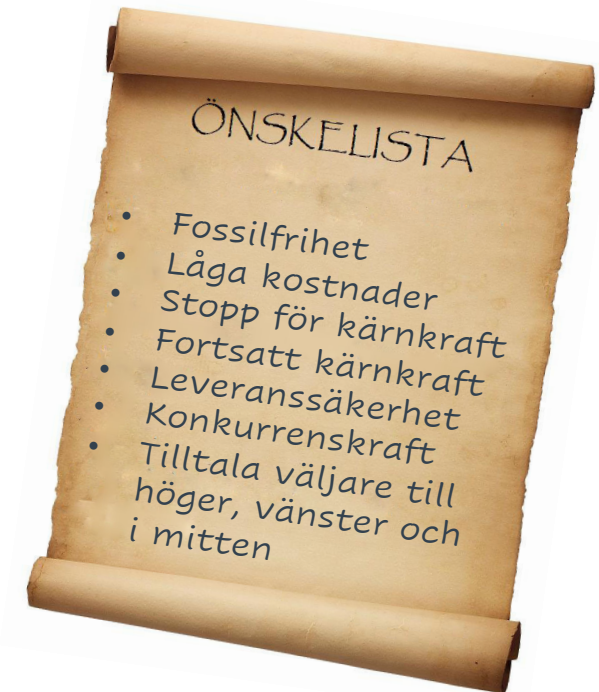 ÖNSKELISTA
• Fossilfrihet
• Låga kostnader
• Stopp för kärnkraft
• Fortsatt kärnkraft
• Leveranssäkerhet
• Konkurrenskraft
• Tilltala väljare till
höger, vänster och
i mitten